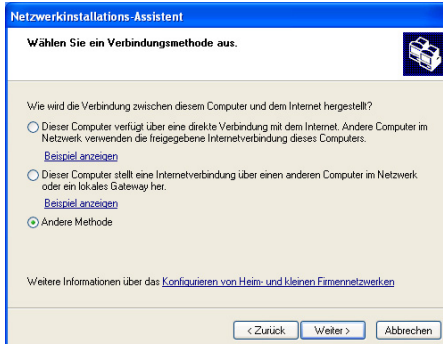 Netzwerkinstallations-Assistent
Wählen Sie ein Verbindungsmethode aus.
Wie wird die Verbindung zwischen diesem Computer und dem Internet hergestellt?
Dieser Computer verfügt über eine direkte Verbindung mit dem Internet. Andere Computer im
Netzwerk verwenden die freigegebene Internetverbindung dieses Computers.
Beispiel anzeigen
Dieser Computer stellt eine Internetverbindung über einen anderen Computer im Netzwerk
oder ein lokales Gateway her.
Beispiel anzeigen
Andere Methode
Weitere Informationen über das Konfigurieren von Heim- und kleinen Firmennetzwerken
< Zurück Weiter > Abbrechen